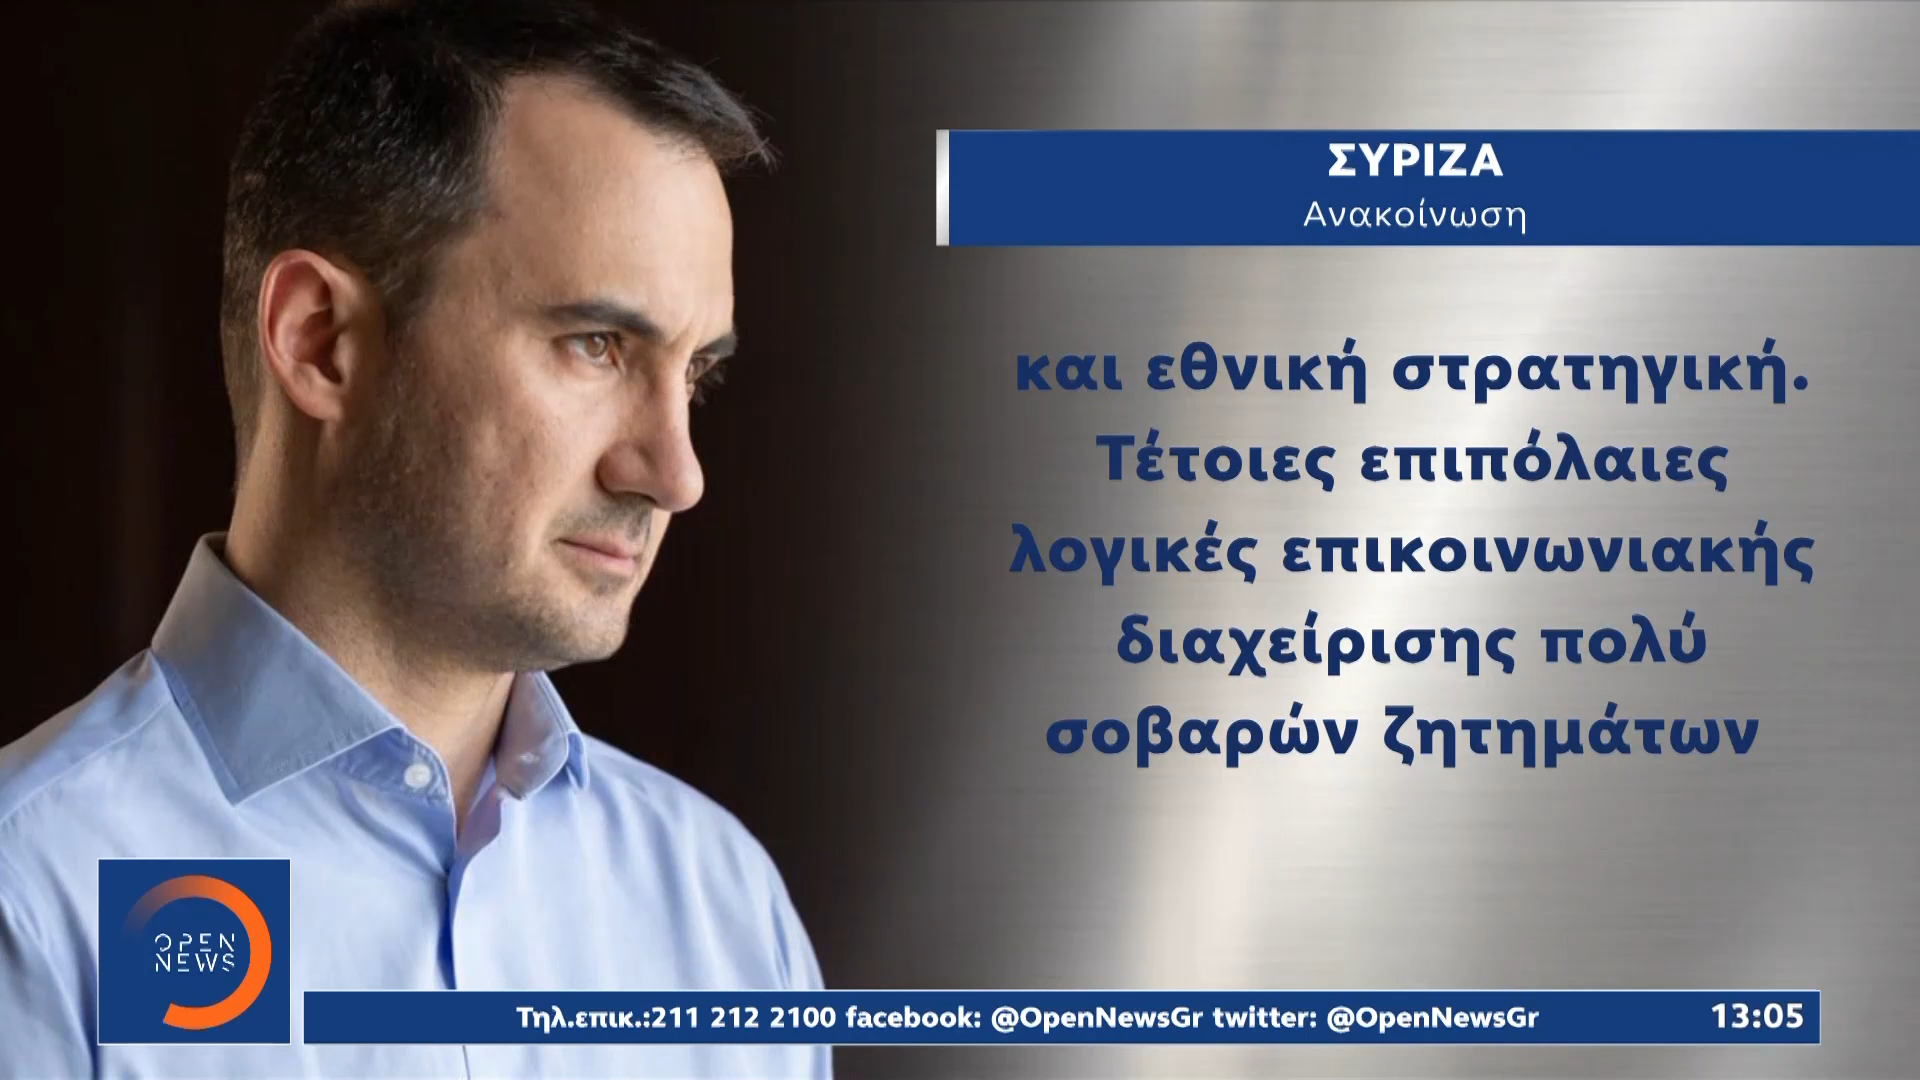 ΣΥΡΙΖΑ
Ανακοίνωση
και εθνική στρατηγική.
Τέτοιες επιπόλαιες
λογικές επικοινωνιακής
διαχείρισης πολύ
σοβαρών ζητημάτων
OPEN
NEWS
Τηλ.επικ.:211 212 2100 facebook: @OpenNewsGr twitter: @OpenNewsGr
13:05